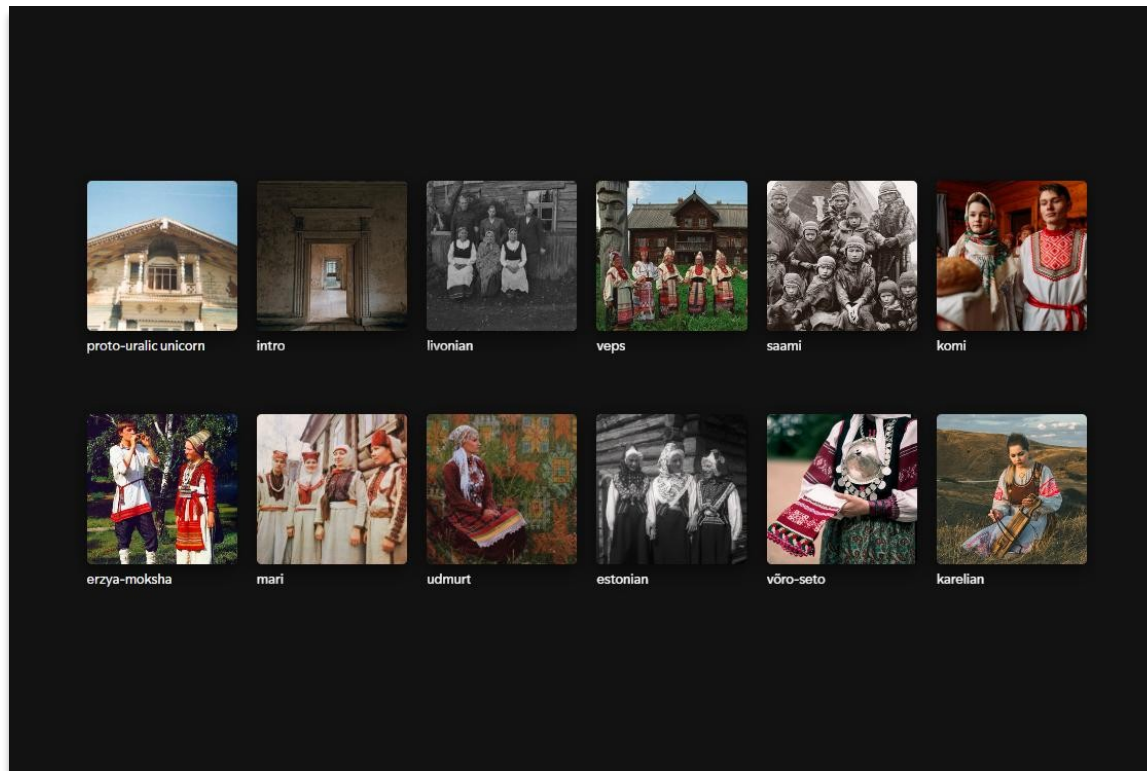 proto-uralic unicorn
intro
livonian
veps
saami
komi
erzya-moksha
mari
udmurt
estonian
võro-seto
karelian